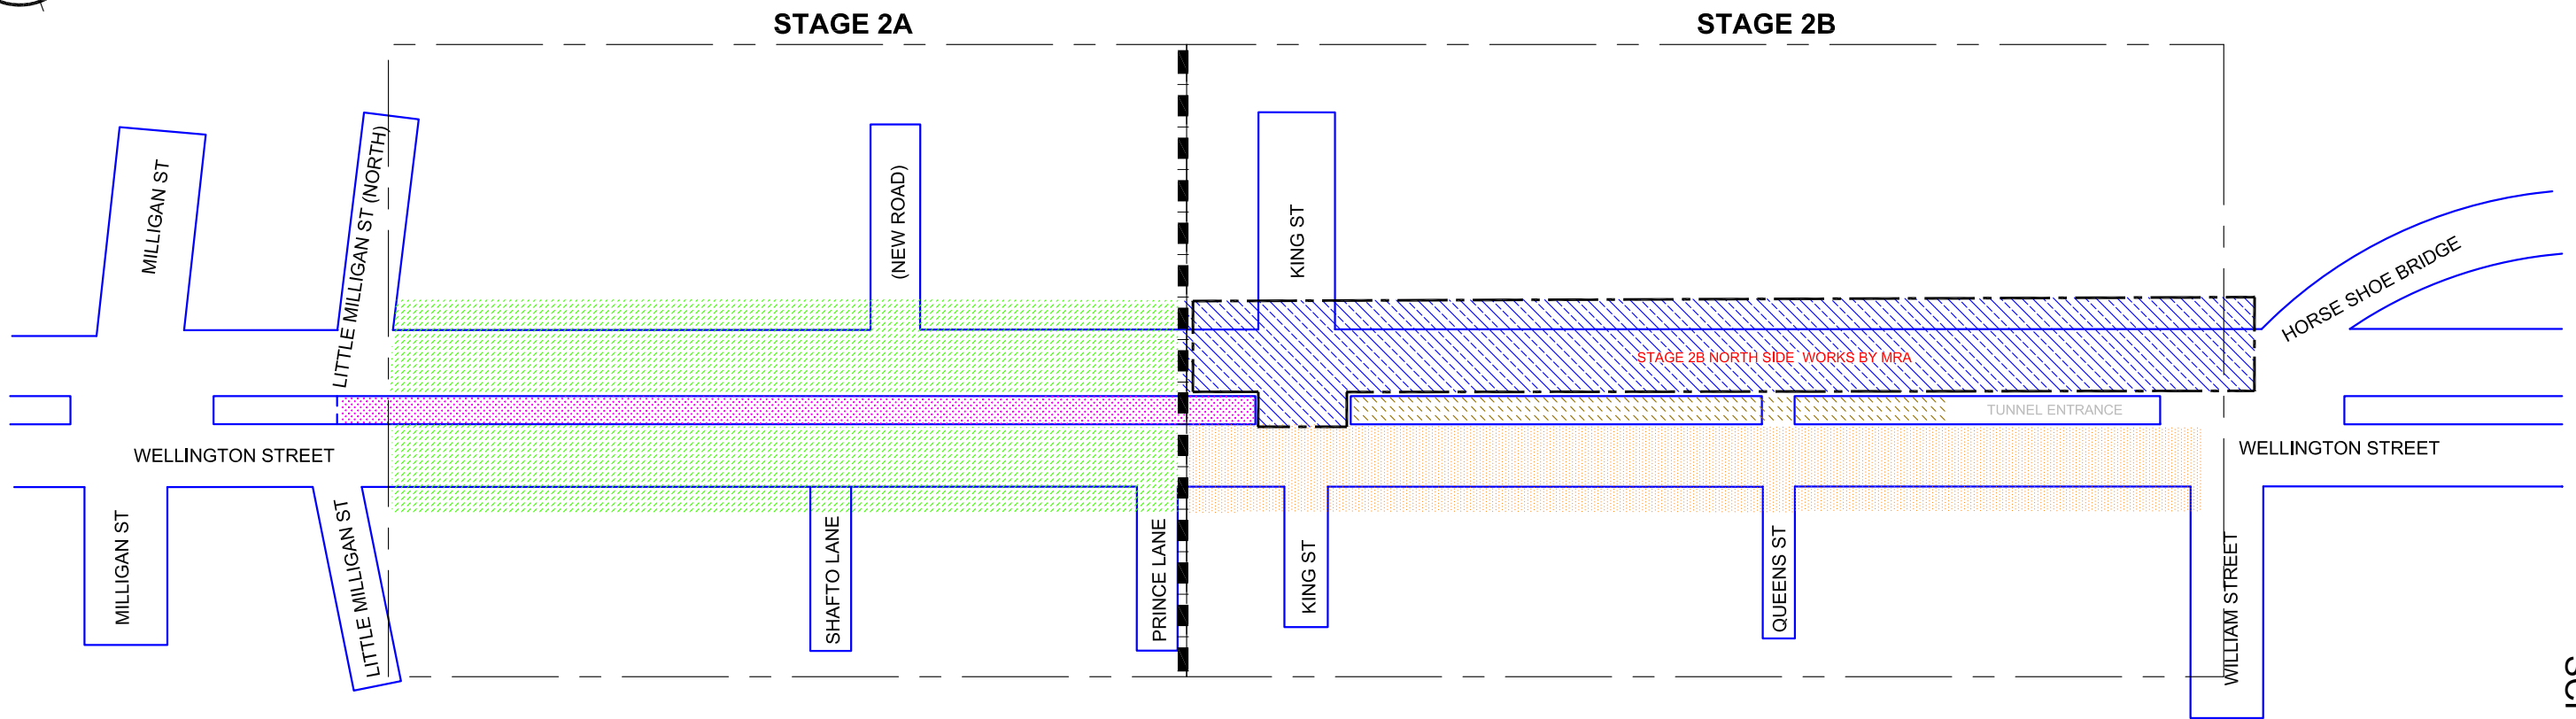 STAGE 2A
STAGE 2B
MILLIGAN ST
LITTLE MILLIGAN ST (NORTH)
(NEW ROAD)
KING ST
HORSE SHOE BRIDGE
STAGE 2B NORTH SIDE WORKS BY MRA
TUNNEL ENTRANCE
WELLINGTON STREET
WELLINGTON STREET
MILLIGAN ST
LITTLE MILLIGAN ST
SHAFTO LANE
PRINCE LANE
KING ST
QUEENS ST
WILLIAM STREET